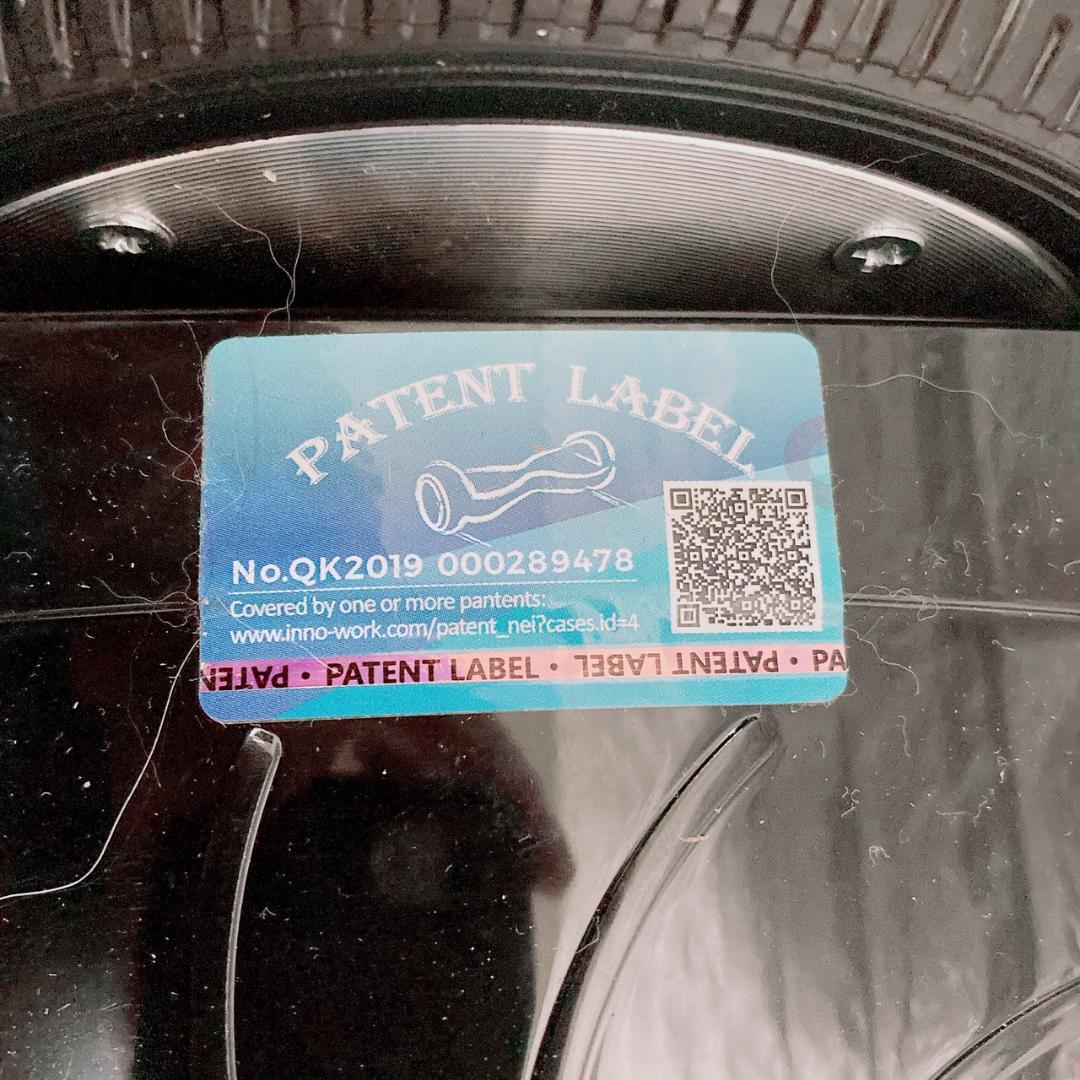 PATENT LABEL
No.QK2019 000289478
Covered by one or more pantents:
www.inno-work.com/patent_nei?cases.id=4
PATEN • PATENT LABEL • PATENT LABEL • PA